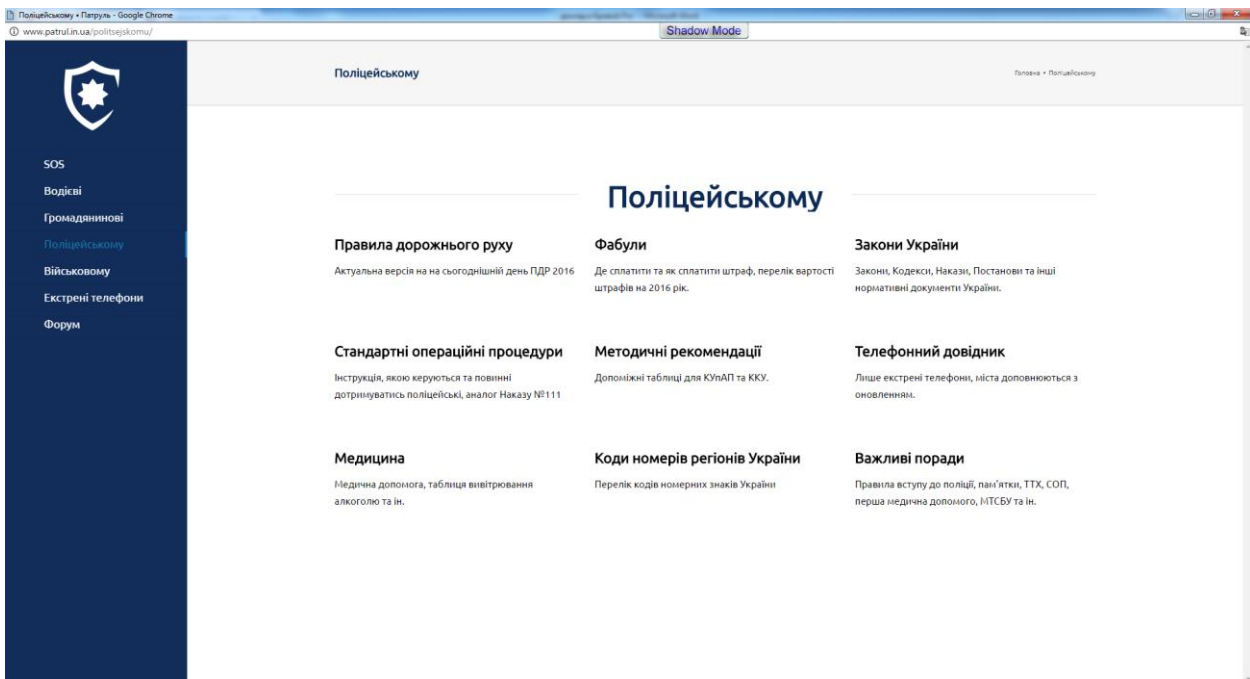 Поліцейському • Патруль - Google Chrome
www.patrul.in.ua/politsejskomu/
Shadow Mode
Поліцейському
Головна • Поліцейському
SOS
Водієві
Громадянинові
Поліцейському
Військовому
Екстрені телефони
Форум
Поліцейському
Правила дорожнього руху
Актуальна версія на на сьогоднішній день ПДР 2016
Фабули
Де сплатити та як сплатити штраф, перелік вартості
штрафів на 2016 рік.
Закони України
Закони, Кодекси, Накази, Постанови та інші
нормативні документи України.
Стандартні операційні процедури
Інструкція, якою керуються та повинні
дотримуватись поліцейські, аналог Наказу №111
Методичні рекомендації
Допоміжні таблиці для КУпАП та ККУ.
Телефонний довідник
Лише екстрені телефони, міста доповнюються з
оновленням.
Медицина
Медична допомога, таблиця вивітрювання
алкоголю та ін.
Коди номерів регіонів України
Перелік кодів номерних знаків України
Важливі поради
Правила вступу до поліції, пам'ятки, ТТХ, СОП,
перша медична допомого, МТСБУ та ін.